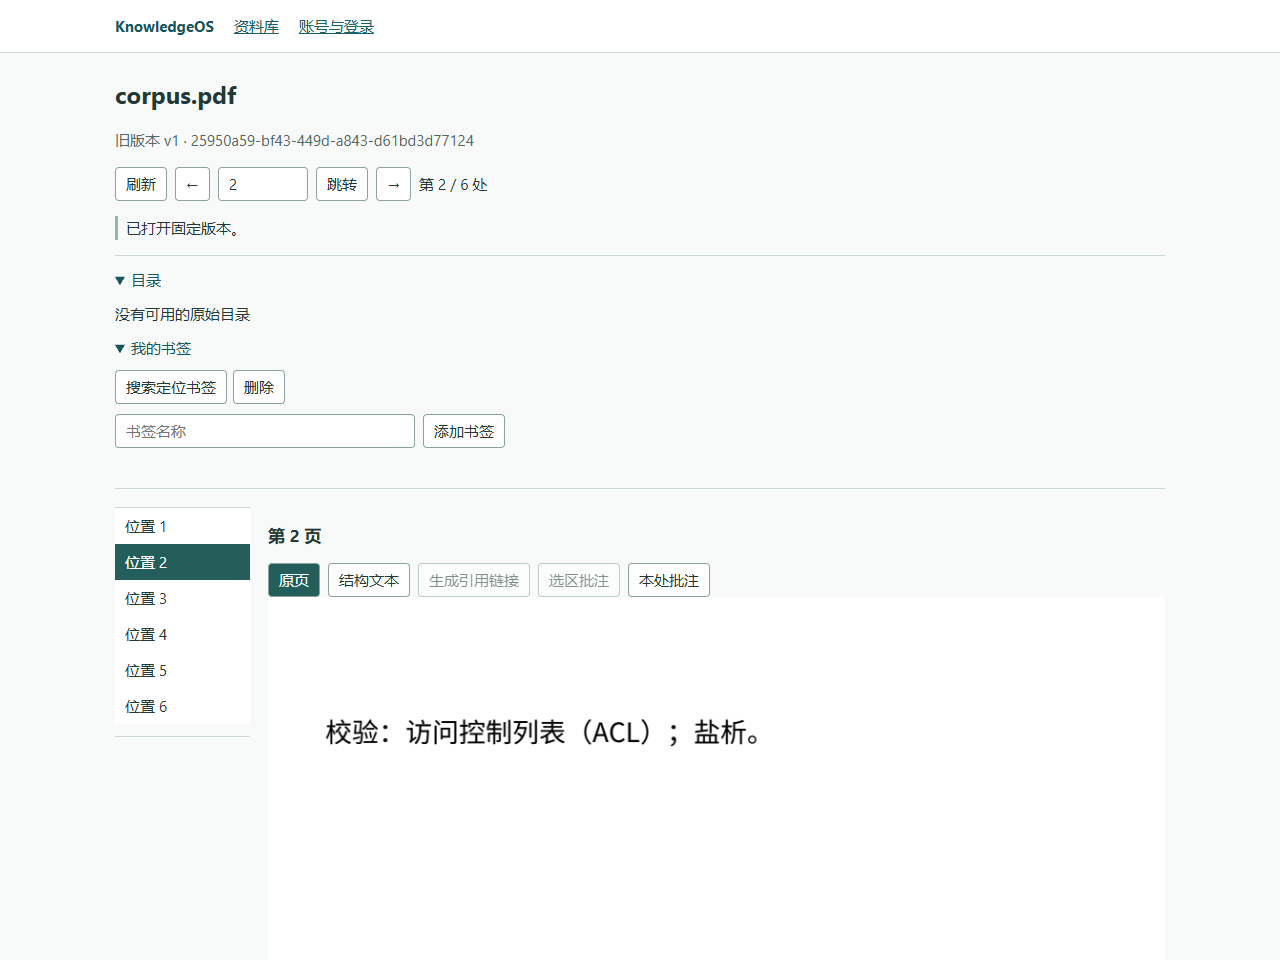 KnowledgeOS 资料库 账号与登录
corpus.pdf
旧版本 v1 · 25950a59-bf43-449d-a843-d61bd3d77124
刷新 ← 2 跳转 → 第 2 / 6 处
已打开固定版本。
▼ 目录
没有可用的原始目录
▼ 我的书签
搜索定位书签 删除
书签名称 添加书签
位置 1
位置 2
位置 3
位置 4
位置 5
位置 6
第 2 页
原页 结构文本 生成引用链接 选区批注 本处批注
校验：访问控制列表（ACL）；盐析。